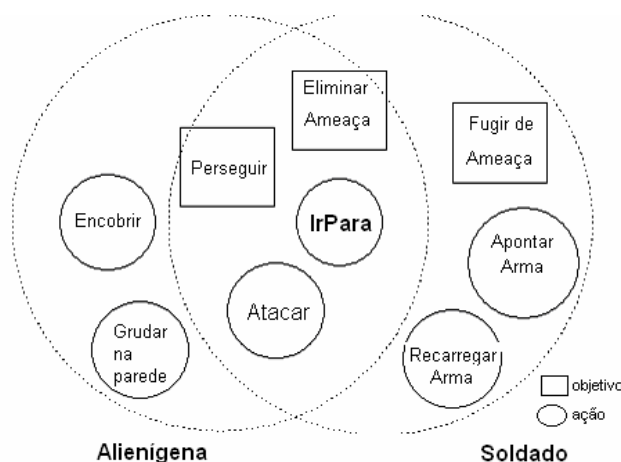 Eliminar
Ameaça
Fugir de
Ameaça
Perseguir
Encobrir
IrPara
Apontar
Arma
Atacar
Grudar
na
parede
Recarregar
Arma
objetivo
ação
Alienígena
Soldado